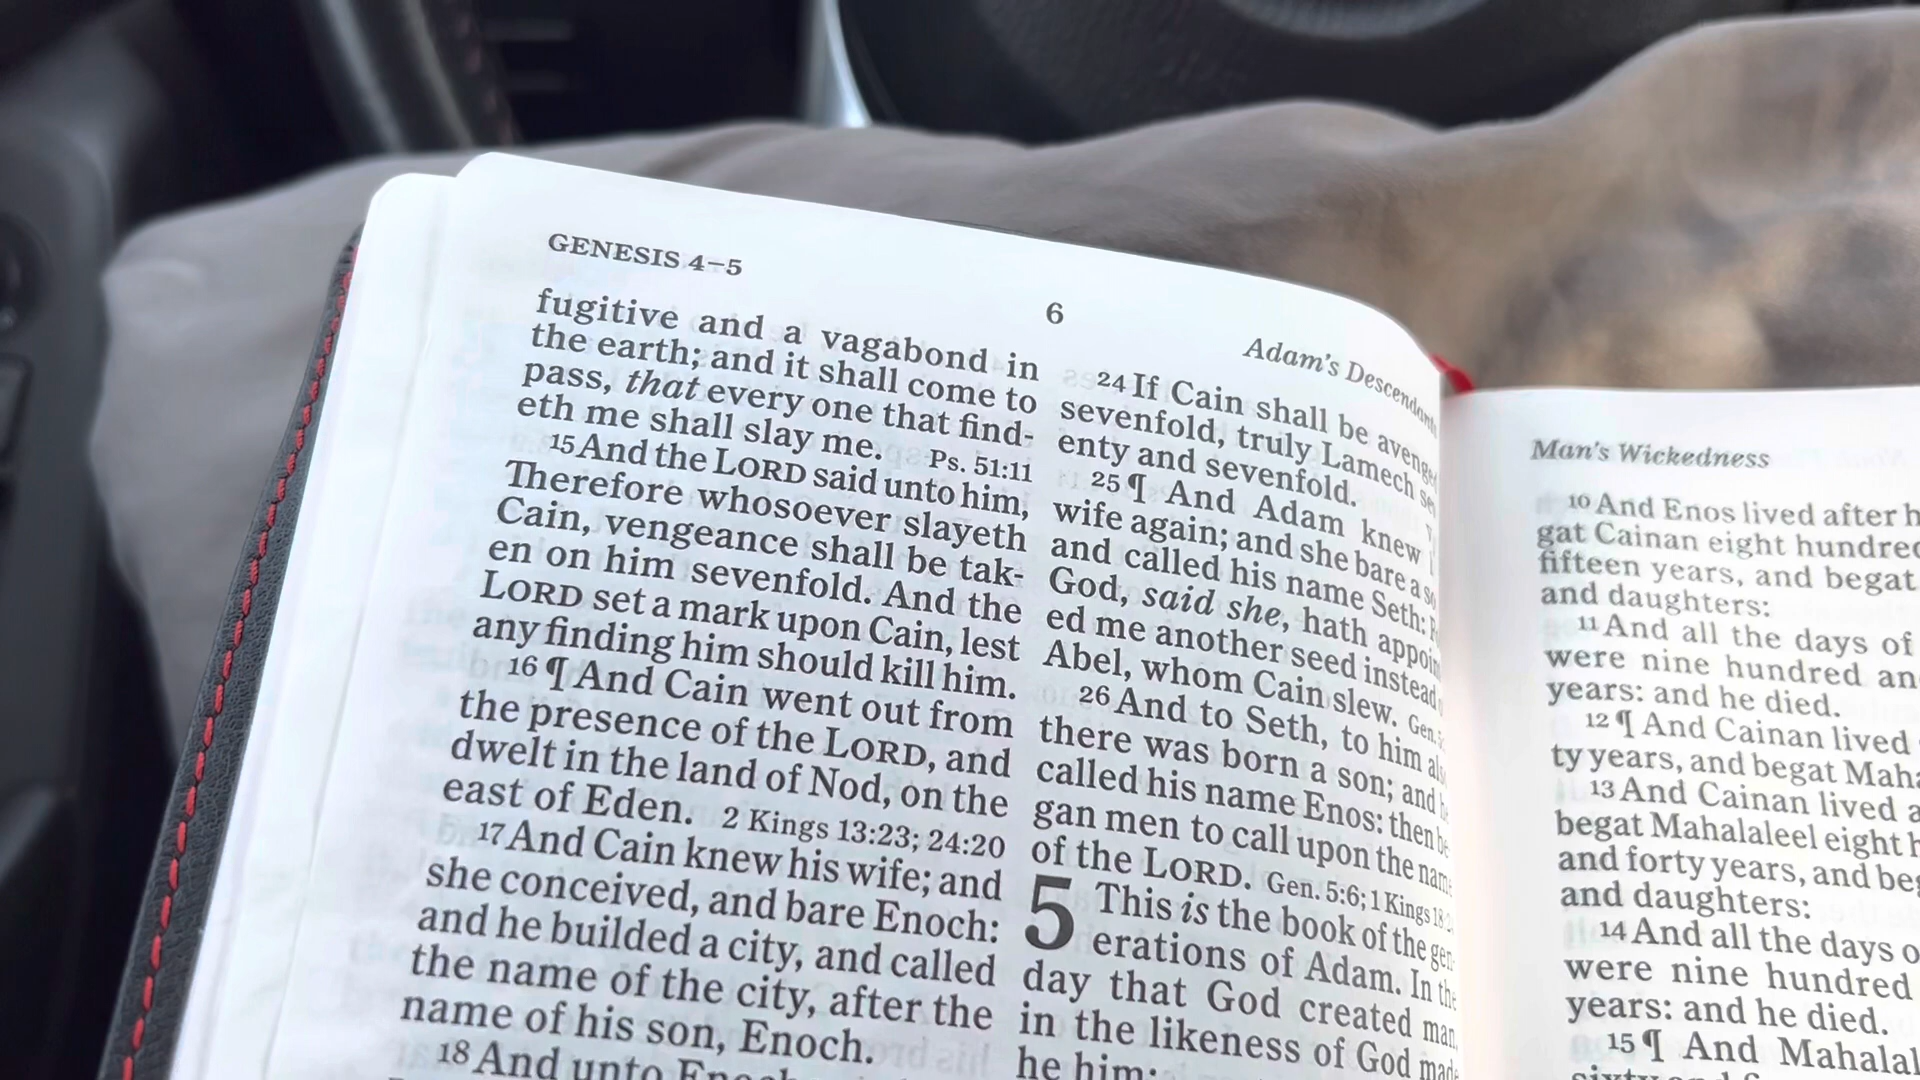 GENESIS 4–5
6
Adam's Descendants
fugitive and a vagabond in
the earth; and it shall come to
pass, that every one that find-
eth me shall slay me. Ps. 51:11
15 And the LORD said unto him,
Therefore whosoever slayeth
Cain, vengeance shall be tak-
en on him sevenfold. And the
LORD set a mark upon Cain, lest
any finding him should kill him.
16 ¶ And Cain went out from
the presence of the LORD, and
dwelt in the land of Nod, on the
east of Eden. 2 Kings 13:23; 24:20
17 And Cain knew his wife; and
she conceived, and bare Enoch:
and he builded a city, and called
the name of the city, after the
name of his son, Enoch.
18 And unto Enoch
24 If Cain shall be avenged
sevenfold, truly Lamech
enty and sevenfold.
25 ¶ And Adam knew
wife again; and she bare a
and called his name Seth:
God, said she, hath appoin
ed me another seed instead
Abel, whom Cain slew. Gen.
26 And to Seth, to him
there was born a son; and
called his name Enos: then be
gan men to call upon the name
of the LORD. Gen. 5:6; 1 Kings 18:
5 This is the book of the gen
erations of Adam. In the
day that God created man,
in the likeness of God made
he him;
Man's Wickedness
10 And Enos lived after h
gat Cainan eight hundred
fifteen years, and begat
and daughters:
11 And all the days of
were nine hundred an
years: and he died.
12 ¶ And Cainan lived
ty years, and begat Maha
13 And Cainan lived a
begat Mahalaleel eight h
and forty years, and beg
and daughters:
14 And all the days o
were nine hundred
years: and he died.
15 ¶ And Mahalal